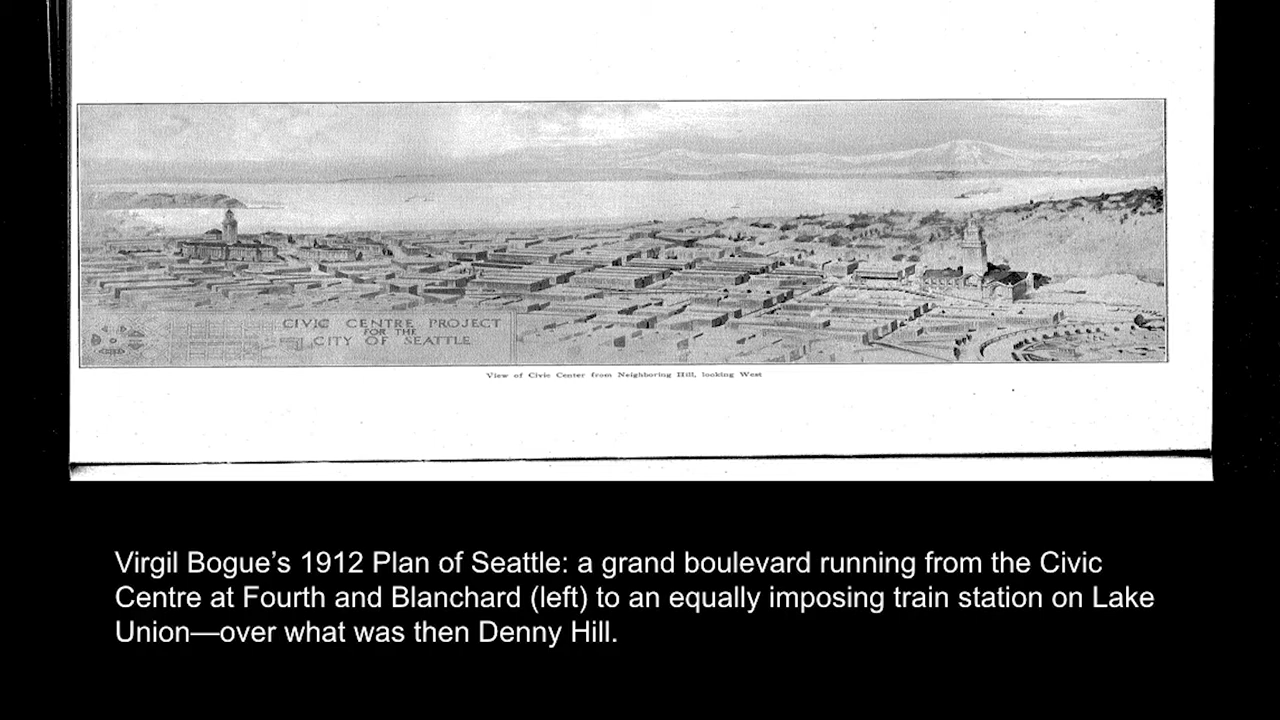 CIVIC CENTRE PROJECT
FOR THE
CITY OF SEATTLE
View of Civic Center from Neighboring Hill, looking West
Virgil Bogue’s 1912 Plan of Seattle: a grand boulevard running from the Civic
Centre at Fourth and Blanchard (left) to an equally imposing train station on Lake
Union—over what was then Denny Hill.